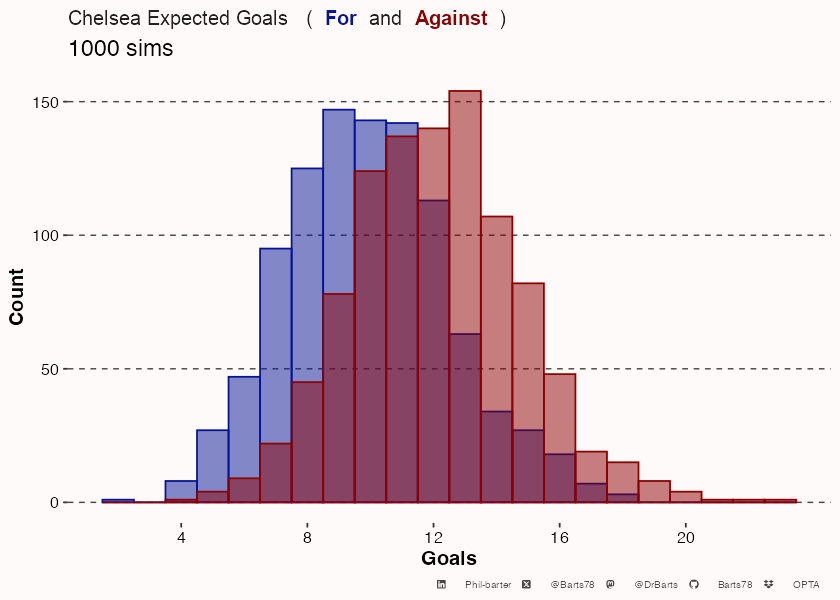 Chelsea Expected Goals ( For and Against )
1000 sims
150
100
50
0
Count
4 8 12 16 20
Goals
Phil-barter @Barts78 @DrBarts Barts78 OPTA